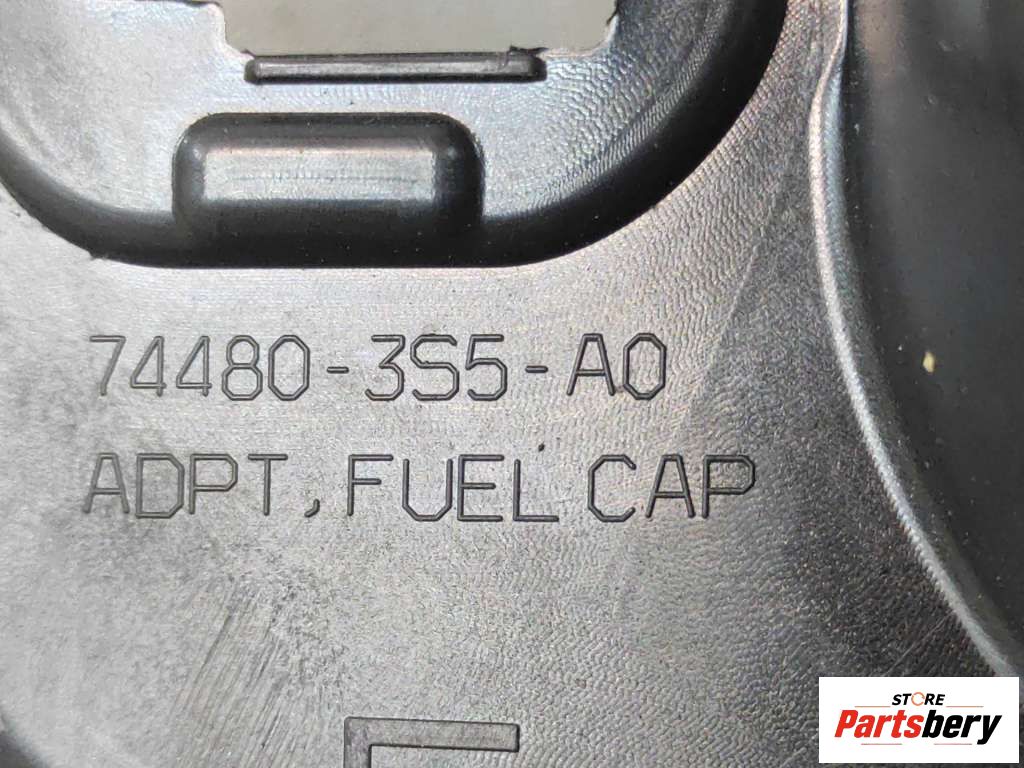 74480-3S5-A0
ADPT, FUEL CAP
STORE
Partsbery